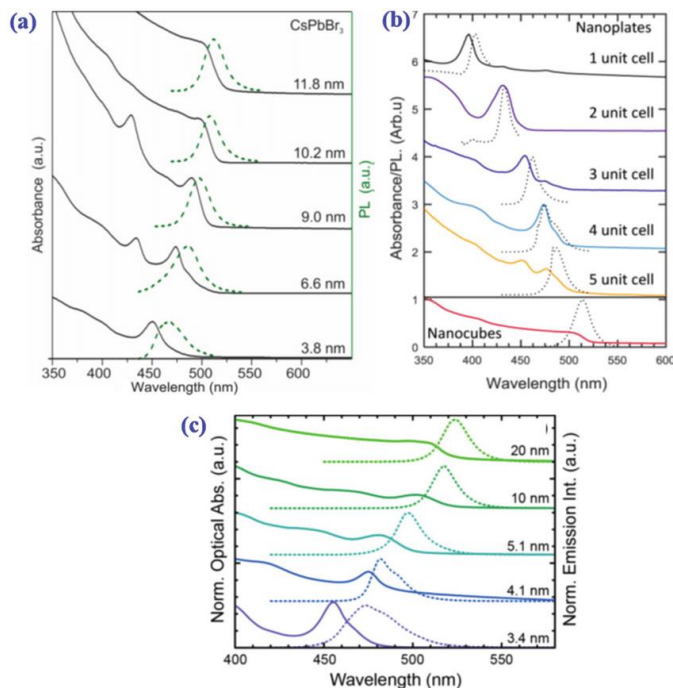 (a)
CsPbBr₃
11.8 nm
10.2 nm
9.0 nm
6.6 nm
3.8 nm
Absorbance (a.u.)
PL (a.u.)
350 400 450 500 550 600
Wavelength (nm)
(b)
Nanoplates
1 unit cell
2 unit cell
3 unit cell
4 unit cell
5 unit cell
Nanocubes
Absorbance/PL. (Arb.u)
6
5
4
3
2
1
0
350 400 450 500 550 600
Wavelength (nm)
(c)
20 nm
10 nm
5.1 nm
4.1 nm
3.4 nm
Norm. Optical Abs. (a.u.)
Norm. Emission Int. (a.u.)
400 450 500 550
Wavelength (nm)